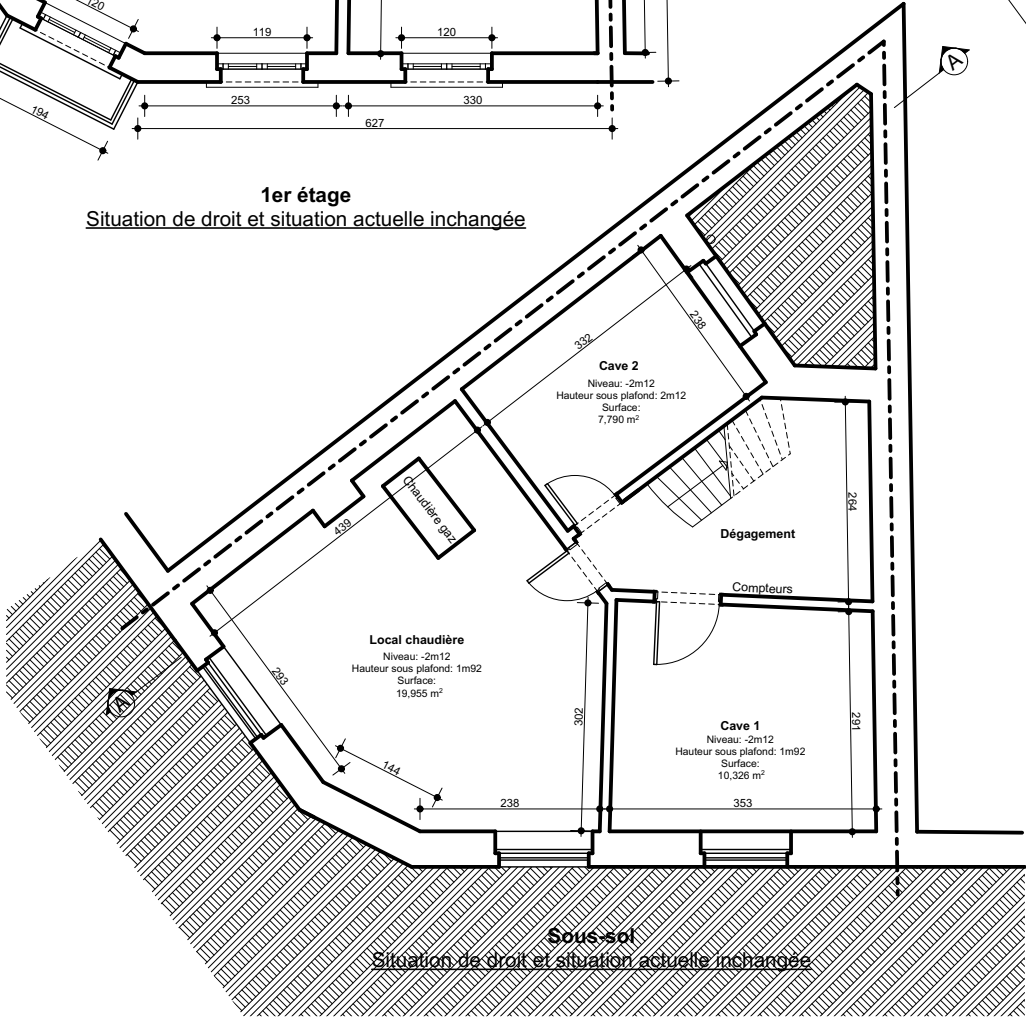 120
119
120
194
253
330
627
A
1er étage
Situation de droit et situation actuelle inchangée
238
332
Cave 2
Niveau: -2m12
Hauteur sous plafond: 2m12
Surface:
7,790 m²
Chaudière gaz
439
264
Dégagement
Compteurs
Local chaudière
Niveau: -2m12
Hauteur sous plafond: 1m92
Surface:
19,955 m²
293
A
302
291
Cave 1
Niveau: -2m12
Hauteur sous plafond: 1m92
Surface:
10,326 m²
144
238
353
Sous-sol
Situation de droit et situation actuelle inchangée